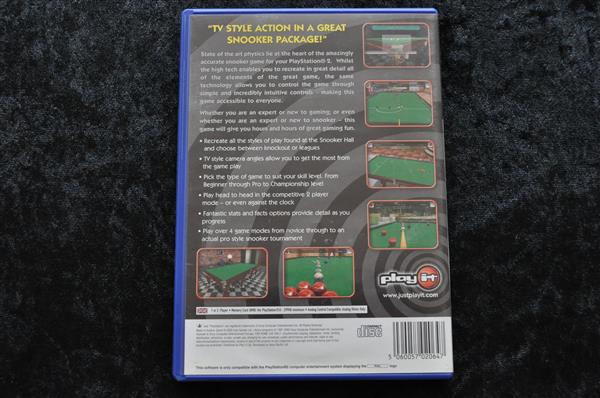 "TV STYLE ACTION IN A GREAT
SNOOKER PACKAGE!"
State of the art physics lie at the heart of the amazingly
accurate snooker game for your PlayStation® 2. Whilst
the high tech enables you to recreate in great detail all
of the elements of the great game, the same
technology allows you to control the game through
simple and incredibly intuitive controls - making this
game accessible to everyone.
Whether you are an expert or new to gaming; or even
whether you are an expert or new to snooker - this
game will give you hours and hours of great gaming fun.
• Recreate all the styles of play found at the Snooker Hall
and choose between knockout or leagues
• TV style camera angles allow you to get the most from
the game play
• Pick the type of game to suit your skill level. From
Beginner through Pro to Championship level
• Play head to head in the competitive 2 player
mode - or even against the clock
• Fantastic stats and facts options provide detail as you
progress
• Play over 4 game modes from novice through to an
actual pro style snooker tournament
play it
www.justplayit.com
COMPACT
disc
5 060057 020647
This software is only compatible with the PlayStation®2 computer entertainment system displaying the logo